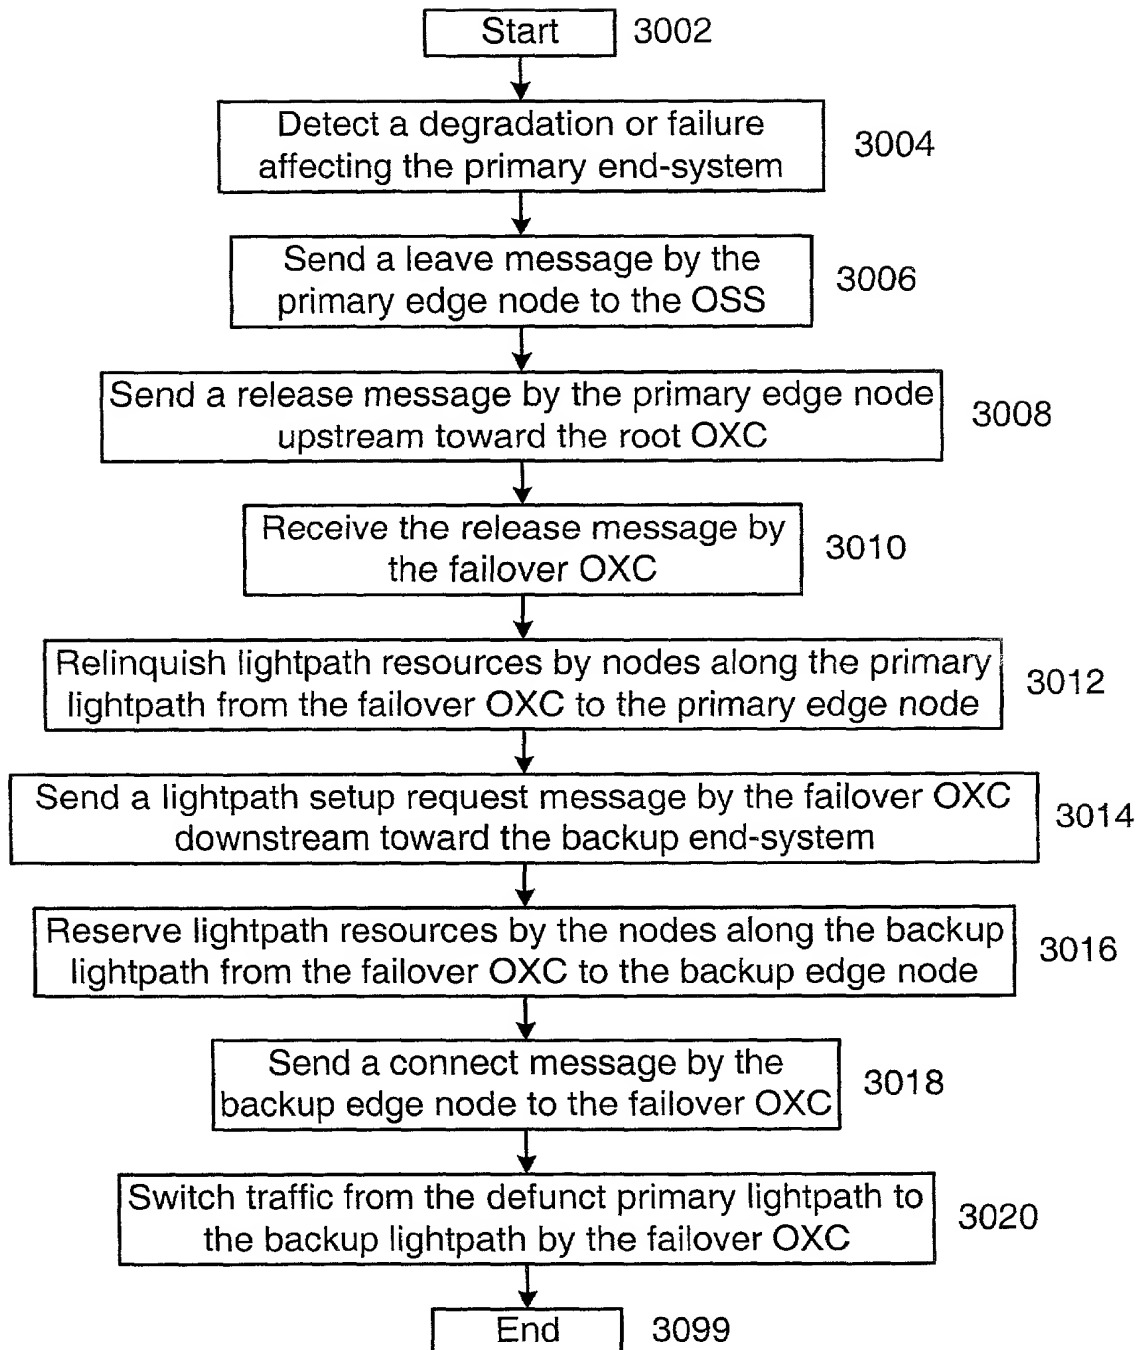 Start 3002
Detect a degradation or failure
affecting the primary end-system
3004
Send a leave message by the
primary edge node to the OSS
3006
Send a release message by the primary edge node
upstream toward the root OXC
3008
Receive the release message by
the failover OXC
3010
Relinquish lightpath resources by nodes along the primary
lightpath from the failover OXC to the primary edge node
3012
Send a lightpath setup request message by the failover OXC
downstream toward the backup end-system
3014
Reserve lightpath resources by the nodes along the backup
lightpath from the failover OXC to the backup edge node
3016
Send a connect message by the
backup edge node to the failover OXC
3018
Switch traffic from the defunct primary lightpath to
the backup lightpath by the failover OXC
3020
End 3099